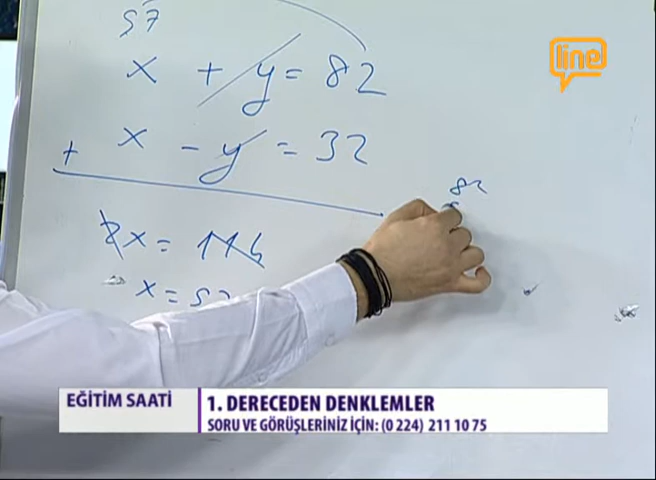 57
x + y = 82
line
+ x - y = 32
82
2x = 114
x = 57
EĞİTİM SAATİ
1. DERECEDEN DENKLEMLER
SORU VE GÖRÜŞLERİNİZ İÇİN: (0 224) 211 10 75